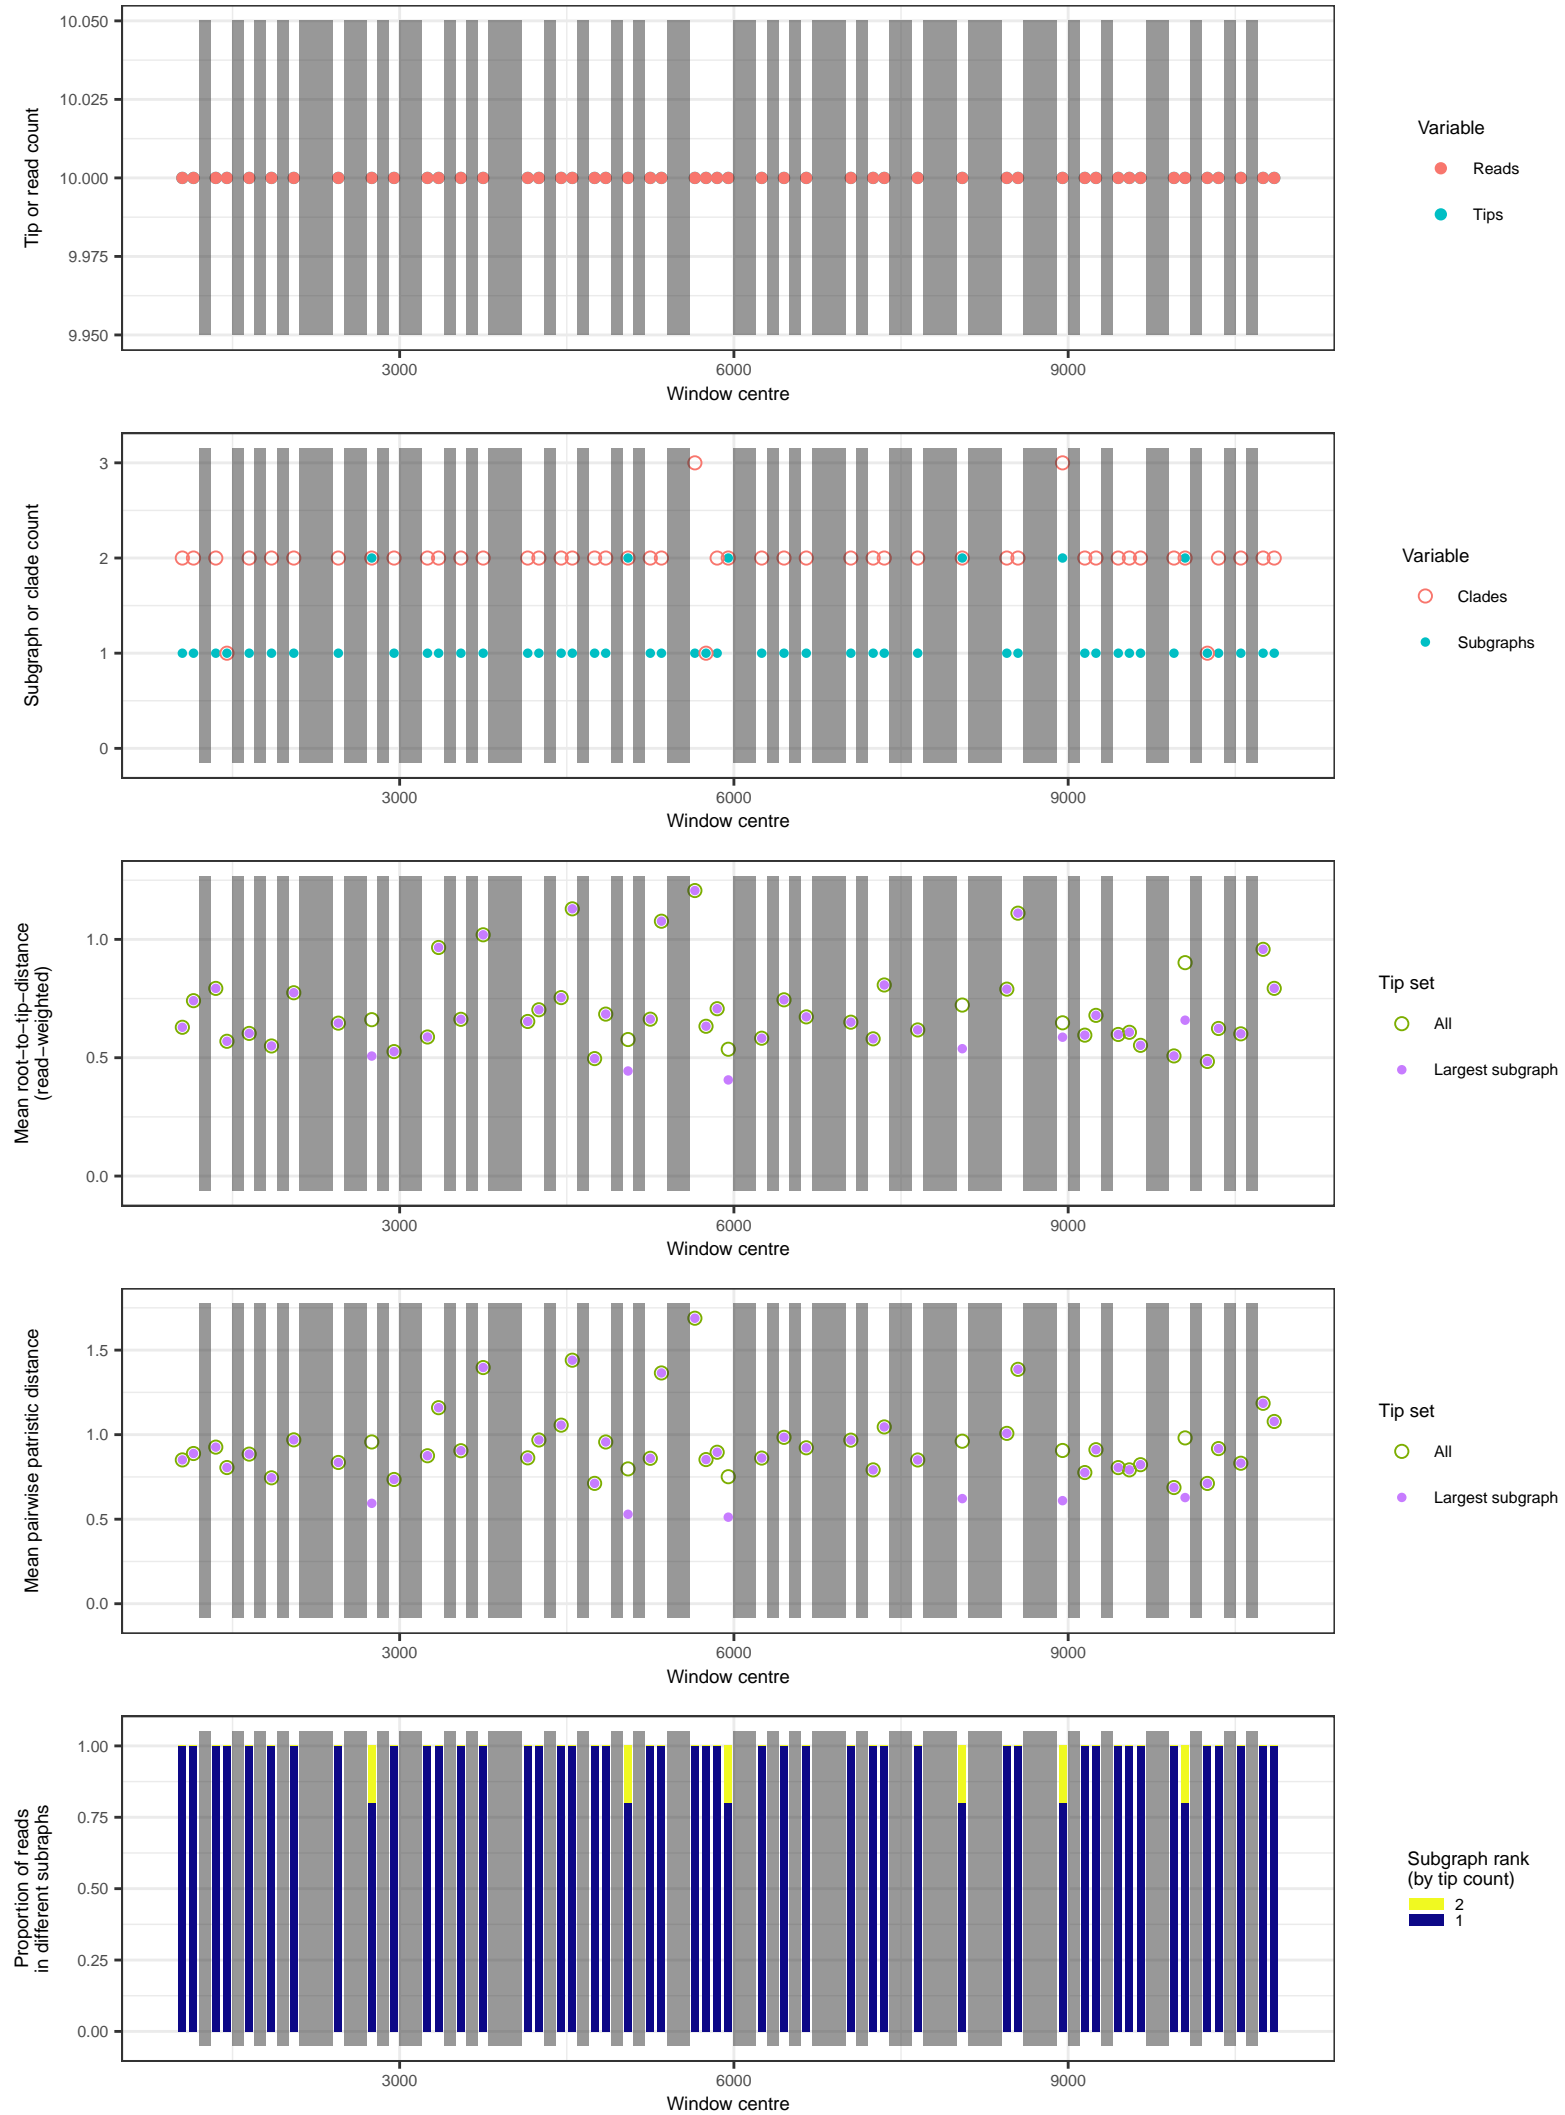 10.050
10.025
10.000
9.975
9.950
Tip or read count
3000
6000
9000
Window centre
Variable
Reads
Tips
3
2
1
0
Subgraph or clade count
3000
6000
9000
Window centre
Variable
Clades
Subgraphs
1.0
0.5
0.0
Mean root−to−tip−distance
(read−weighted)
3000
6000
9000
Window centre
Tip set
All
Largest subgraph
1.5
1.0
0.5
0.0
Mean pairwise patristic distance
3000
6000
9000
Window centre
Tip set
All
Largest subgraph
1.00
0.75
0.50
0.25
0.00
Proportion of reads
in different subraphs
3000
6000
9000
Window centre
Subgraph rank
(by tip count)
2
1